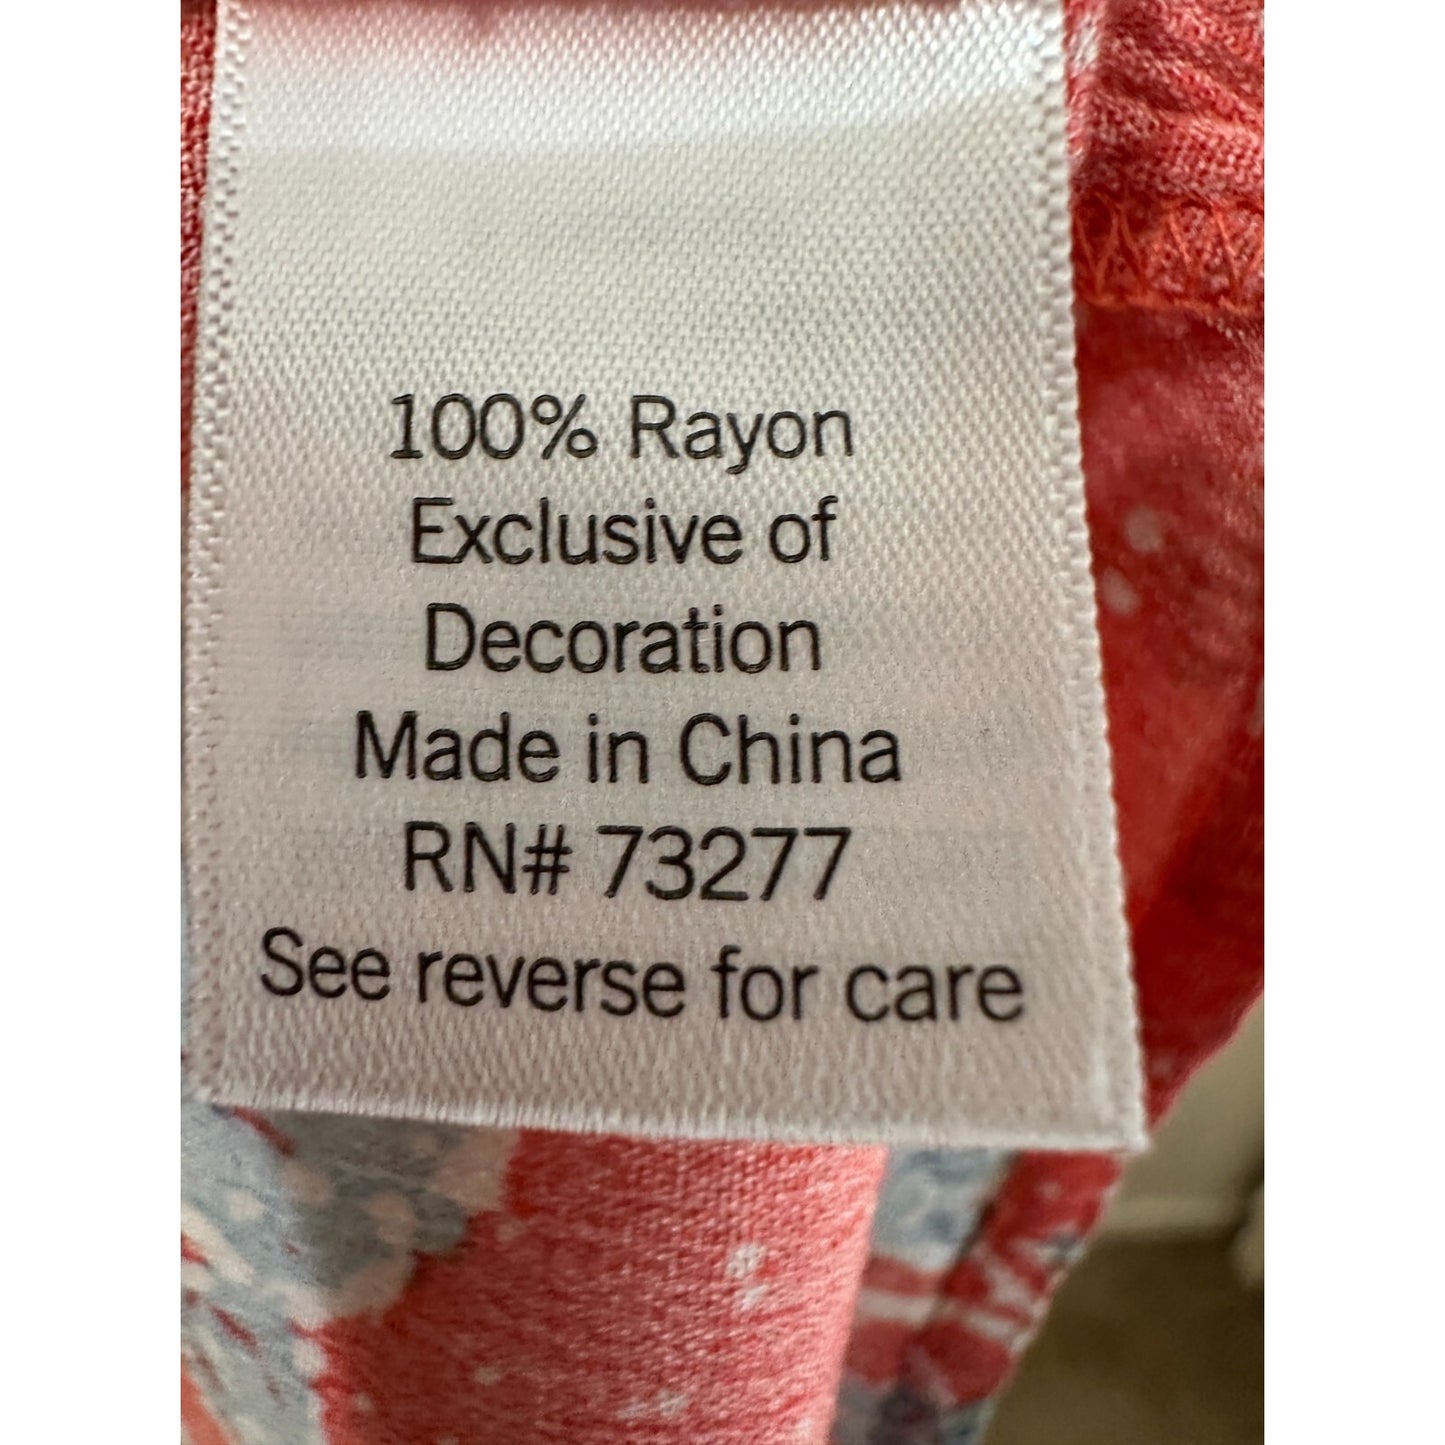 100% Rayon
Exclusive of
Decoration
Made in China
RN# 73277
See reverse for care